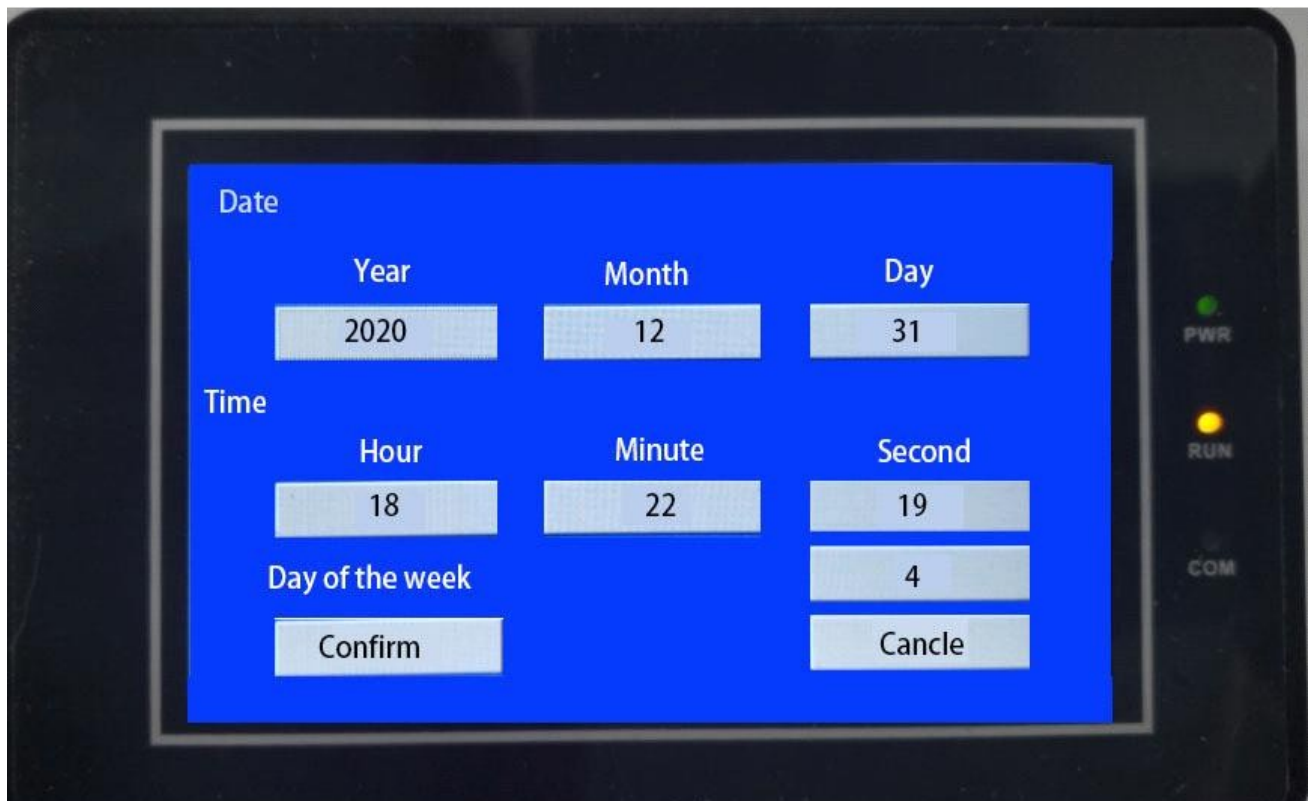 Date
Year Month Day
2020 12 31
PWR
Time
Hour Minute Second
RUN
18 22 19
Day of the week 4
COM
Confirm Cancle